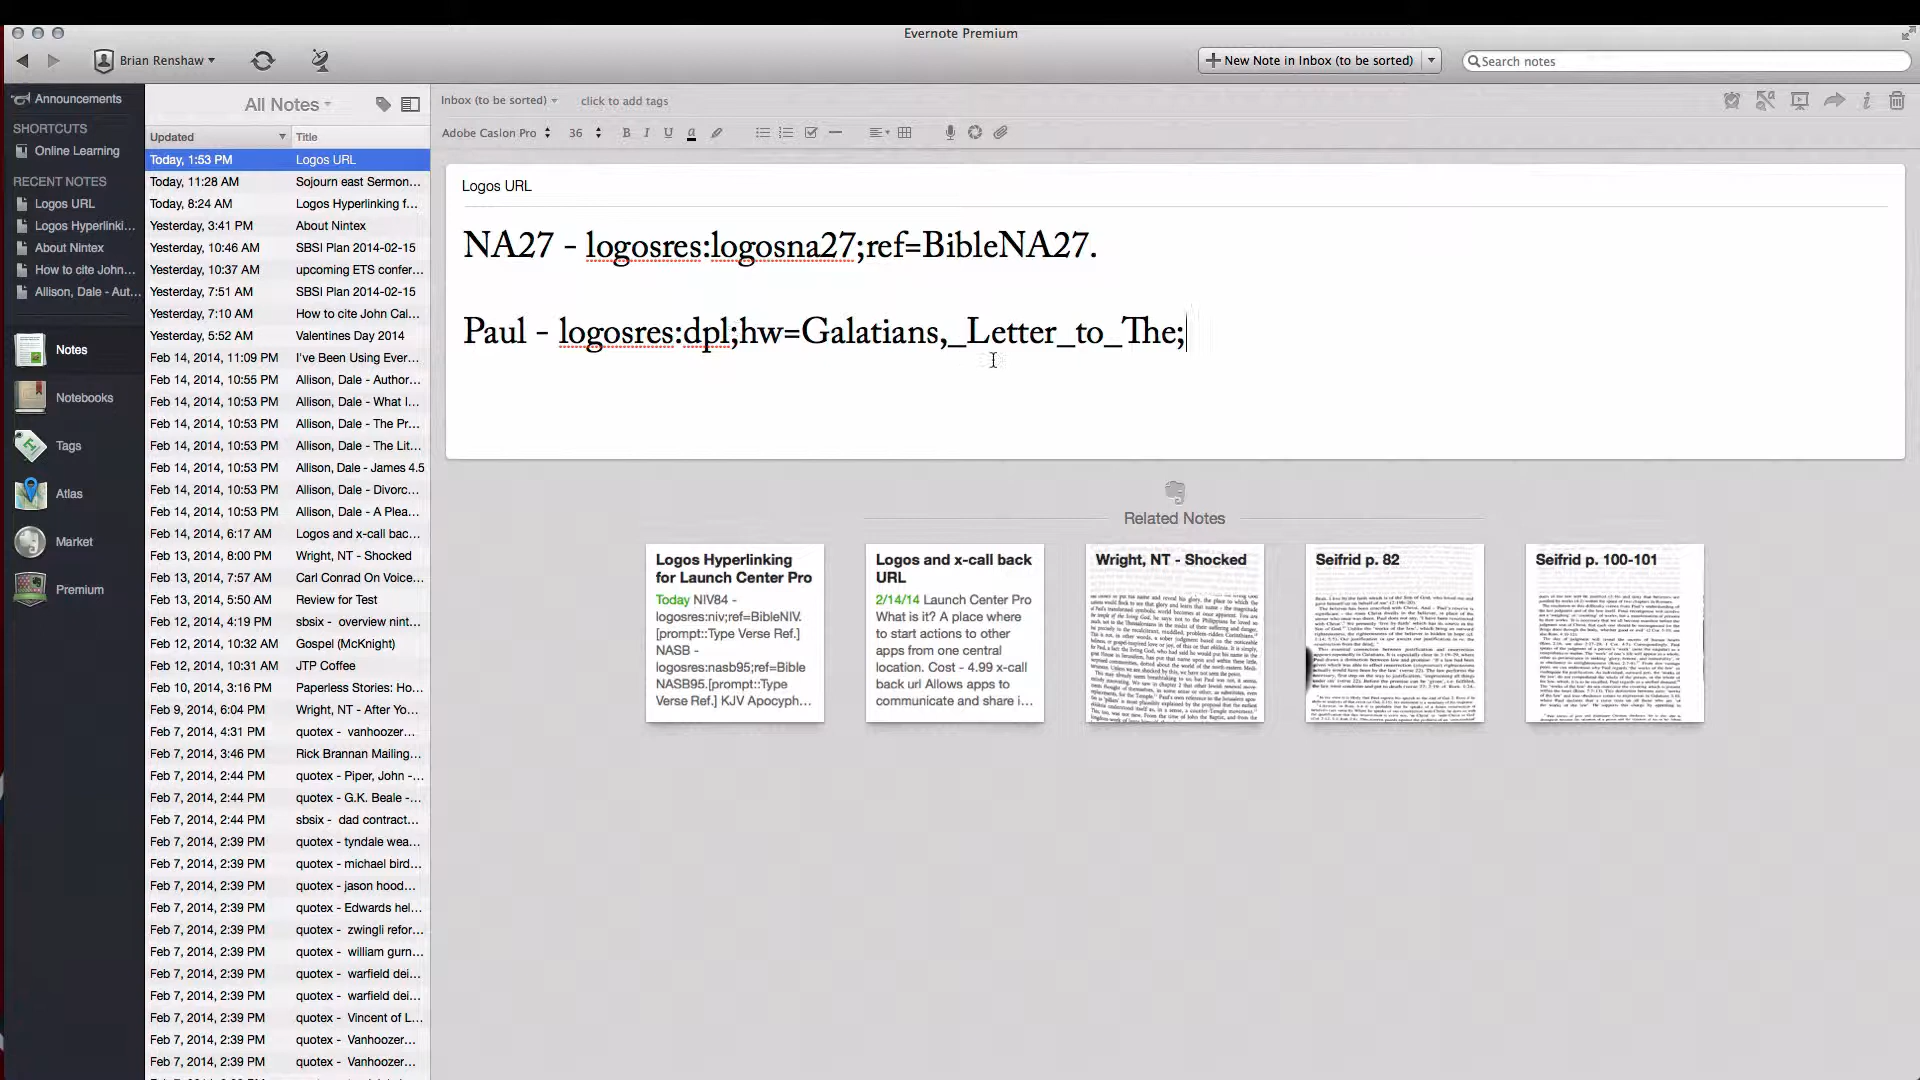 Evernote Premium
Brian Renshaw
New Note in Inbox (to be sorted)
Search notes
Announcements
SHORTCUTS
Online Learning
RECENT NOTES
Logos URL
Logos Hyperlinki...
About Nintex
How to cite John...
Allison, Dale - Aut...
Notes
Notebooks
Tags
Atlas
Market
Premium
All Notes
Updated Title
Today, 1:53 PM Logos URL
Today, 11:28 AM Sojourn east Sermon...
Today, 8:24 AM Logos Hyperlinking f...
Yesterday, 3:41 PM About Nintex
Yesterday, 10:46 AM SBSI Plan 2014-02-15
Yesterday, 10:37 AM upcoming ETS confer...
Yesterday, 7:51 AM SBSI Plan 2014-02-15
Yesterday, 7:10 AM How to cite John Cal...
Yesterday, 5:52 AM Valentines Day 2014
Feb 14, 2014, 11:09 PM I've Been Using Ever...
Feb 14, 2014, 10:55 PM Allison, Dale - Author...
Feb 14, 2014, 10:53 PM Allison, Dale - What I...
Feb 14, 2014, 10:53 PM Allison, Dale - The Pr...
Feb 14, 2014, 10:53 PM Allison, Dale - The Lit...
Feb 14, 2014, 10:53 PM Allison, Dale - James 4.5
Feb 14, 2014, 10:53 PM Allison, Dale - Divorc...
Feb 14, 2014, 10:53 PM Allison, Dale - A Plea...
Feb 14, 2014, 6:17 AM Logos and x-call bac...
Feb 13, 2014, 8:00 PM Wright, NT - Shocked
Feb 13, 2014, 7:57 AM Carl Conrad On Voice...
Feb 13, 2014, 5:50 AM Review for Test
Feb 12, 2014, 4:19 PM sbsix - overview nint...
Feb 12, 2014, 10:32 AM Gospel (McKnight)
Feb 12, 2014, 10:31 AM JTP Coffee
Feb 10, 2014, 3:16 PM Paperless Stories: Ho...
Feb 9, 2014, 6:04 PM Wright, NT - After Yo...
Feb 7, 2014, 4:31 PM quotex - vanhoozer...
Feb 7, 2014, 3:46 PM Rick Brannan Mailing...
Feb 7, 2014, 2:44 PM quotex - Piper, John -...
Feb 7, 2014, 2:44 PM quotex - G.K. Beale -...
Feb 7, 2014, 2:44 PM sbsix - dad contract...
Feb 7, 2014, 2:39 PM quotex - tyndale wea...
Feb 7, 2014, 2:39 PM quotex - michael bird...
Feb 7, 2014, 2:39 PM quotex - jason hood...
Feb 7, 2014, 2:39 PM quotex - Edwards hel...
Feb 7, 2014, 2:39 PM quotex - zwingli refor...
Feb 7, 2014, 2:39 PM quotex - william gurn...
Feb 7, 2014, 2:39 PM quotex - warfield dei...
Feb 7, 2014, 2:39 PM quotex - warfield dei...
Feb 7, 2014, 2:39 PM quotex - Vincent of L...
Feb 7, 2014, 2:39 PM quotex - Vanhoozer...
Feb 7, 2014, 2:39 PM quotex - Vanhoozer...
Inbox (to be sorted) click to add tags
Adobe Caslon Pro 36 B I U a
Logos URL
NA27 - logosres:logosna27;ref=BibleNA27.
Paul - logosres:dpl;hw=Galatians,_Letter_to_The;
Related Notes
Logos Hyperlinking
for Launch Center Pro
Today NIV84 -
logosres:niv;ref=BibleNIV.
[prompt::Type Verse Ref.]
NASB -
logosres:nasb95;ref=Bible
NASB95.[prompt::Type
Verse Ref.] KJV Apocyph...
Logos and x-call back
URL
2/14/14 Launch Center Pro
What is it? A place where
to start actions to other
apps from one central
location. Cost - 4.99 x-call
back url Allows apps to
communicate and share i...
Wright, NT - Shocked
Seifrid p. 82
Seifrid p. 100-101